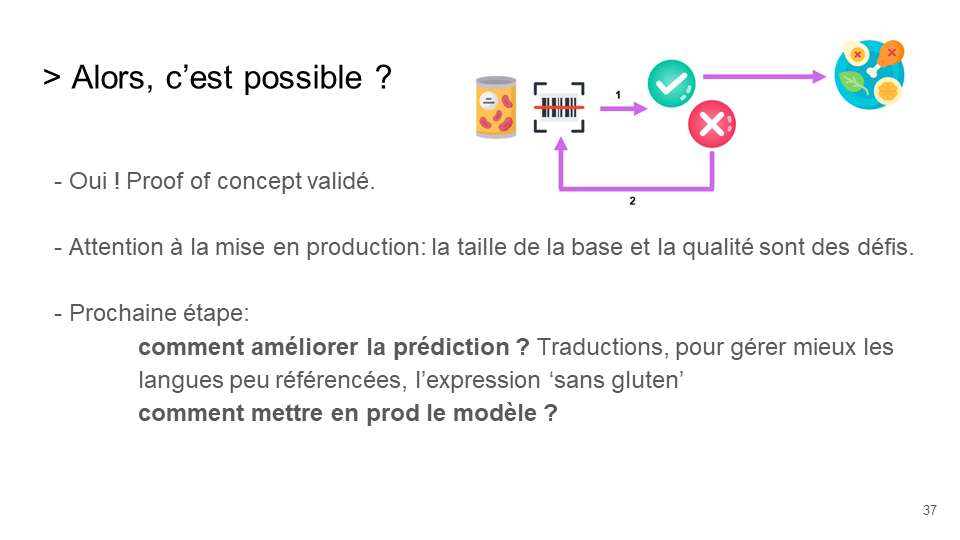 > Alors, c’est possible ?
1
2
- Oui ! Proof of concept validé.
- Attention à la mise en production: la taille de la base et la qualité sont des défis.
- Prochaine étape:
comment améliorer la prédiction ? Traductions, pour gérer mieux les
langues peu référencées, l’expression ‘sans gluten’
comment mettre en prod le modèle ?
37